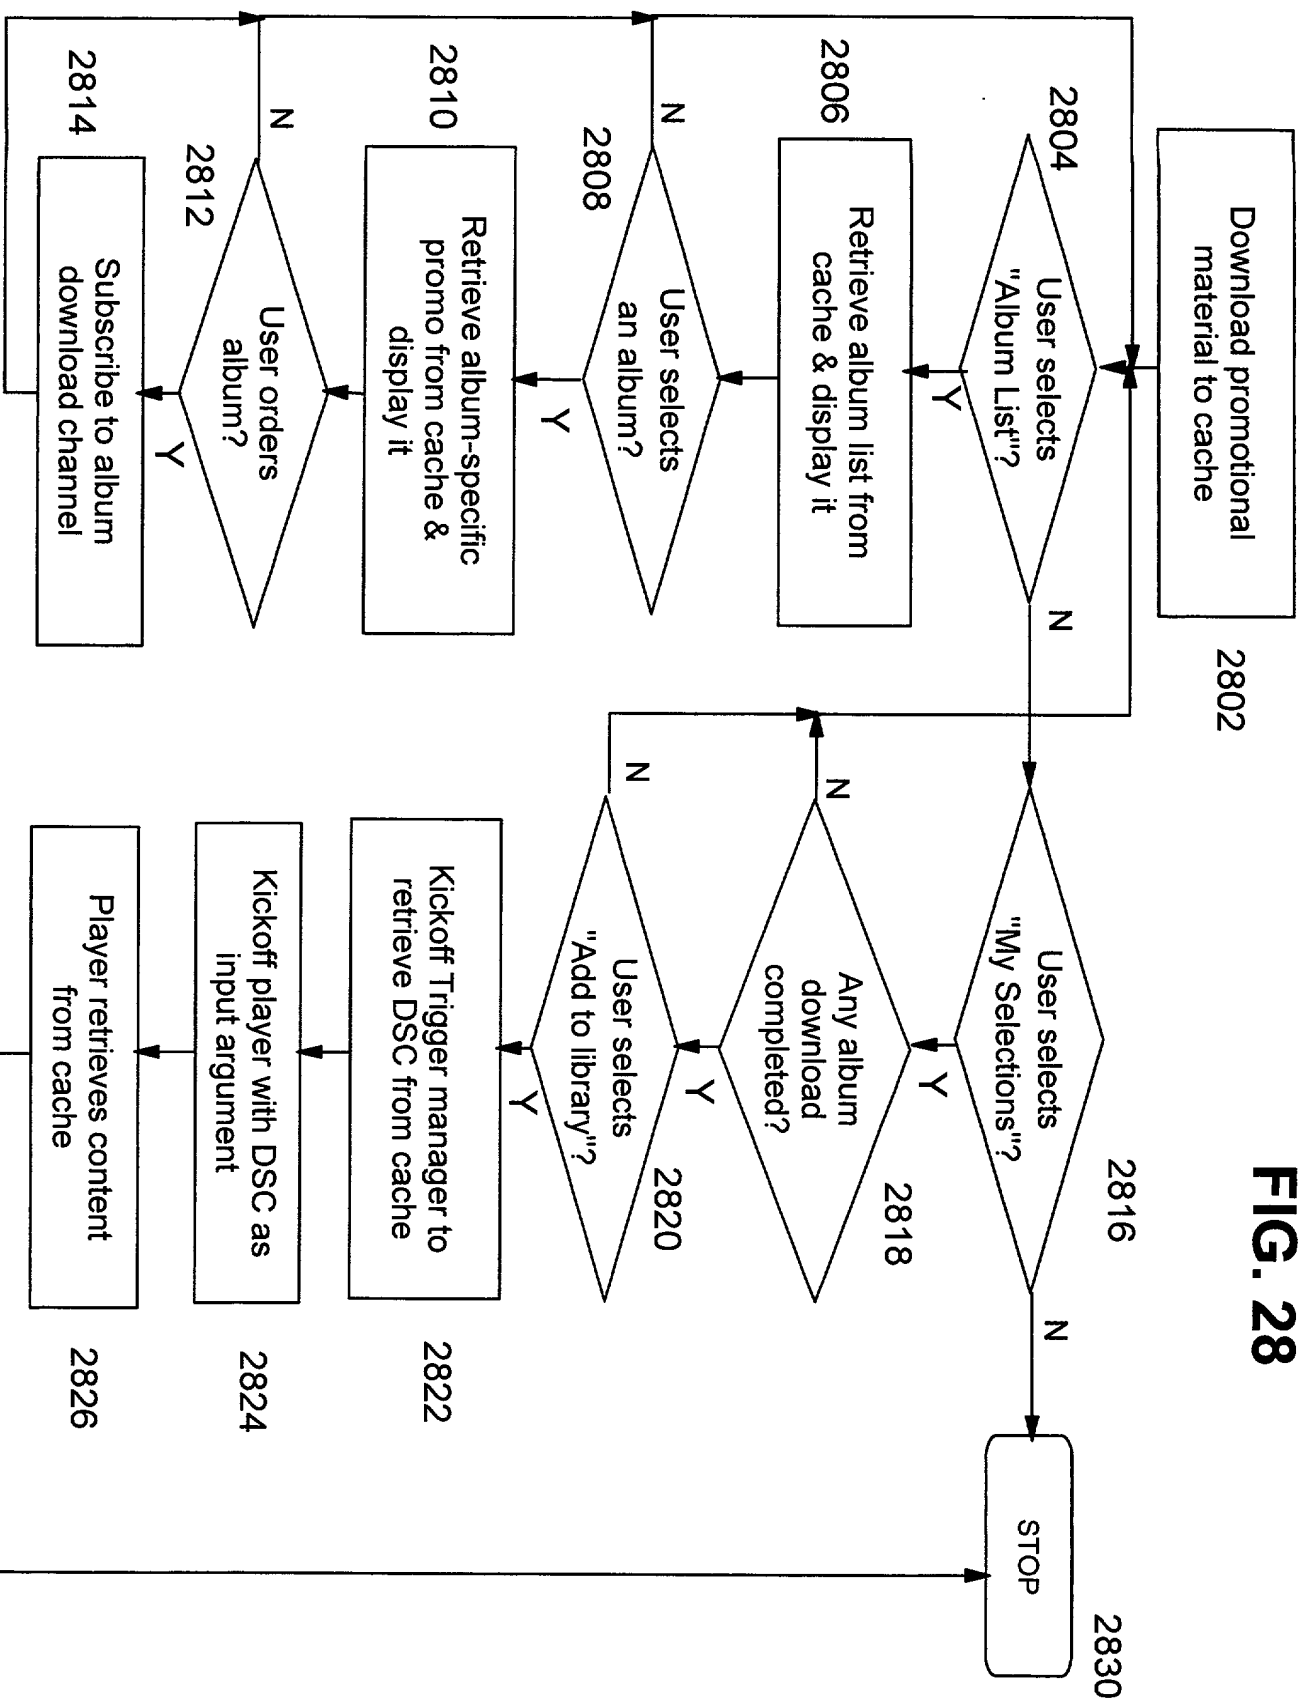 FIG. 28
2802
Download promotional
material to cache
2804
User selects
"Album List"?
N
Y
2806
Retrieve album list from
cache & display it
2808
User selects
an album?
N
Y
2810
Retrieve album-specific
promo from cache &
display it
2812
User orders
album?
N
Y
2814
Subscribe to album
download channel
2816
User selects
"My Selections"?
N
Y
2818
Any album
download
completed?
N
Y
2820
User selects
"Add to library"?
N
Y
2822
Kickoff Trigger manager to
retrieve DSC from cache
2824
Kickoff player with DSC as
input argument
2826
Player retrieves content
from cache
2830
STOP